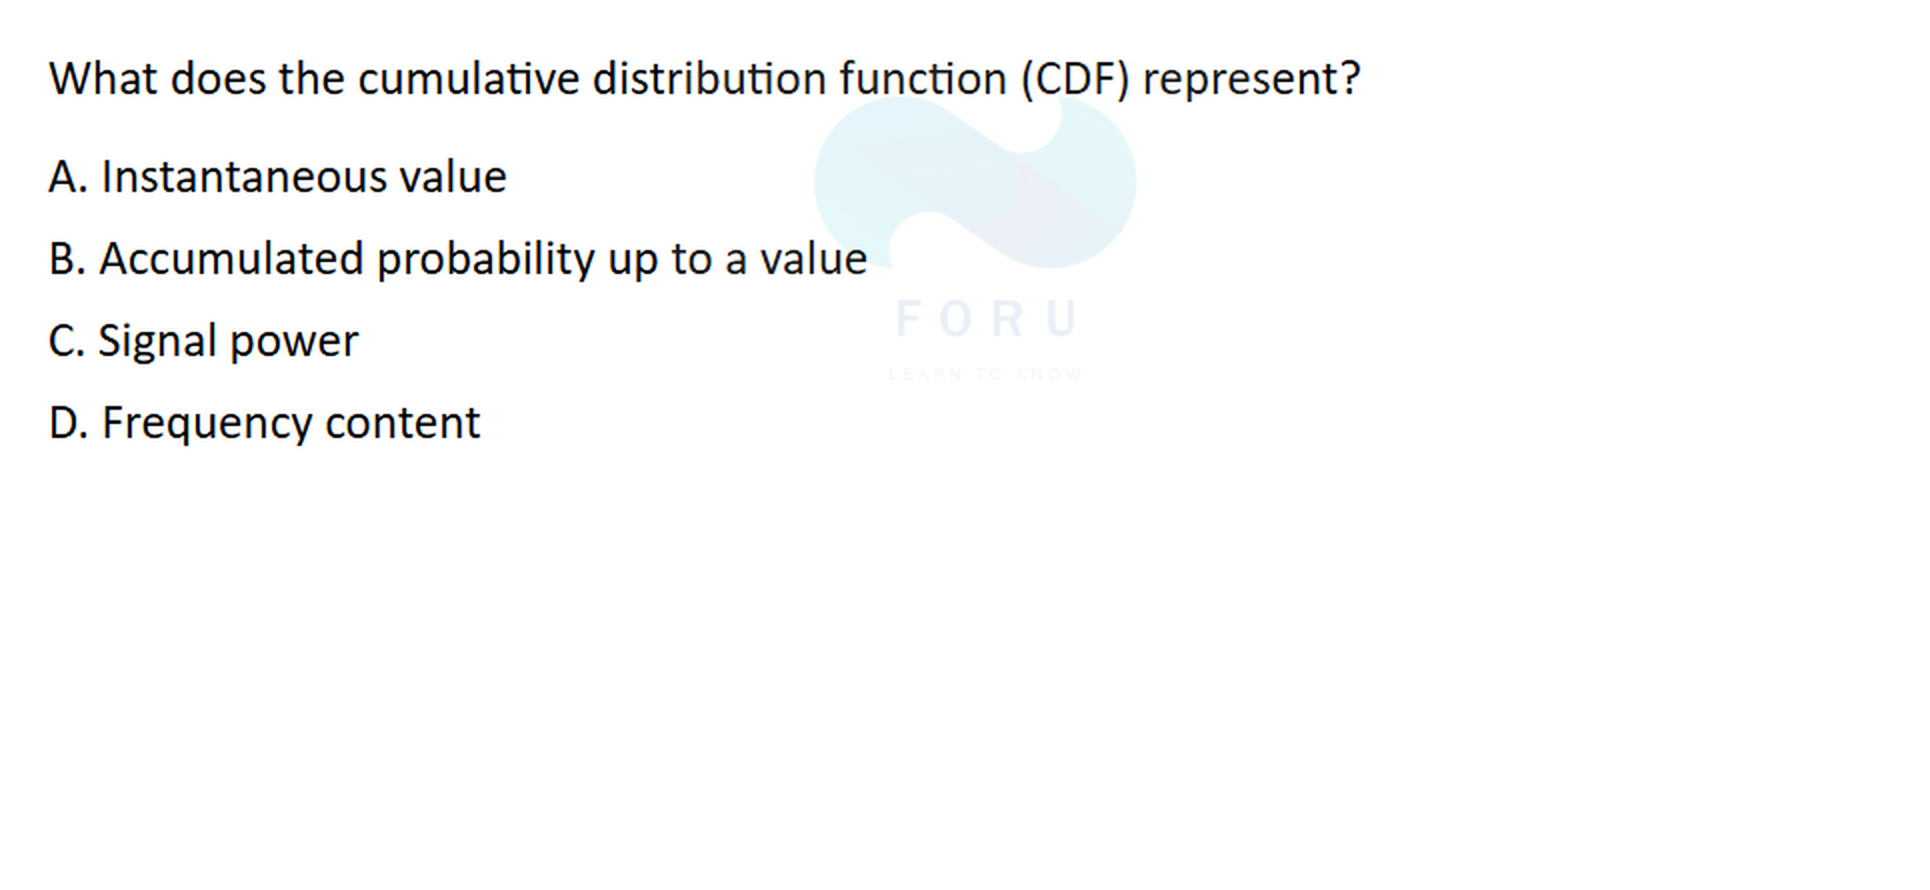 What does the cumulative distribution function (CDF) represent?
A. Instantaneous value
B. Accumulated probability up to a value
C. Signal power
D. Frequency content
FORU
LEARN TO KNOW